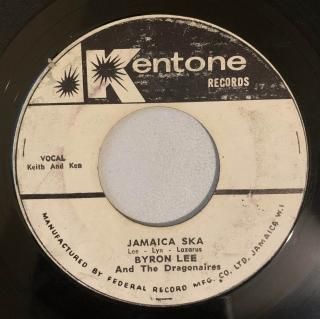 Kentone
RECORDS
VOCAL
Keith And Ken
JAMAICA SKA
Lee - Lyn - Lazarus
BYRON LEE
And The Dragonaires
MANUFACTURED BY FEDERAL RECORD MFG. CO. LTD. JAMAICA W.I